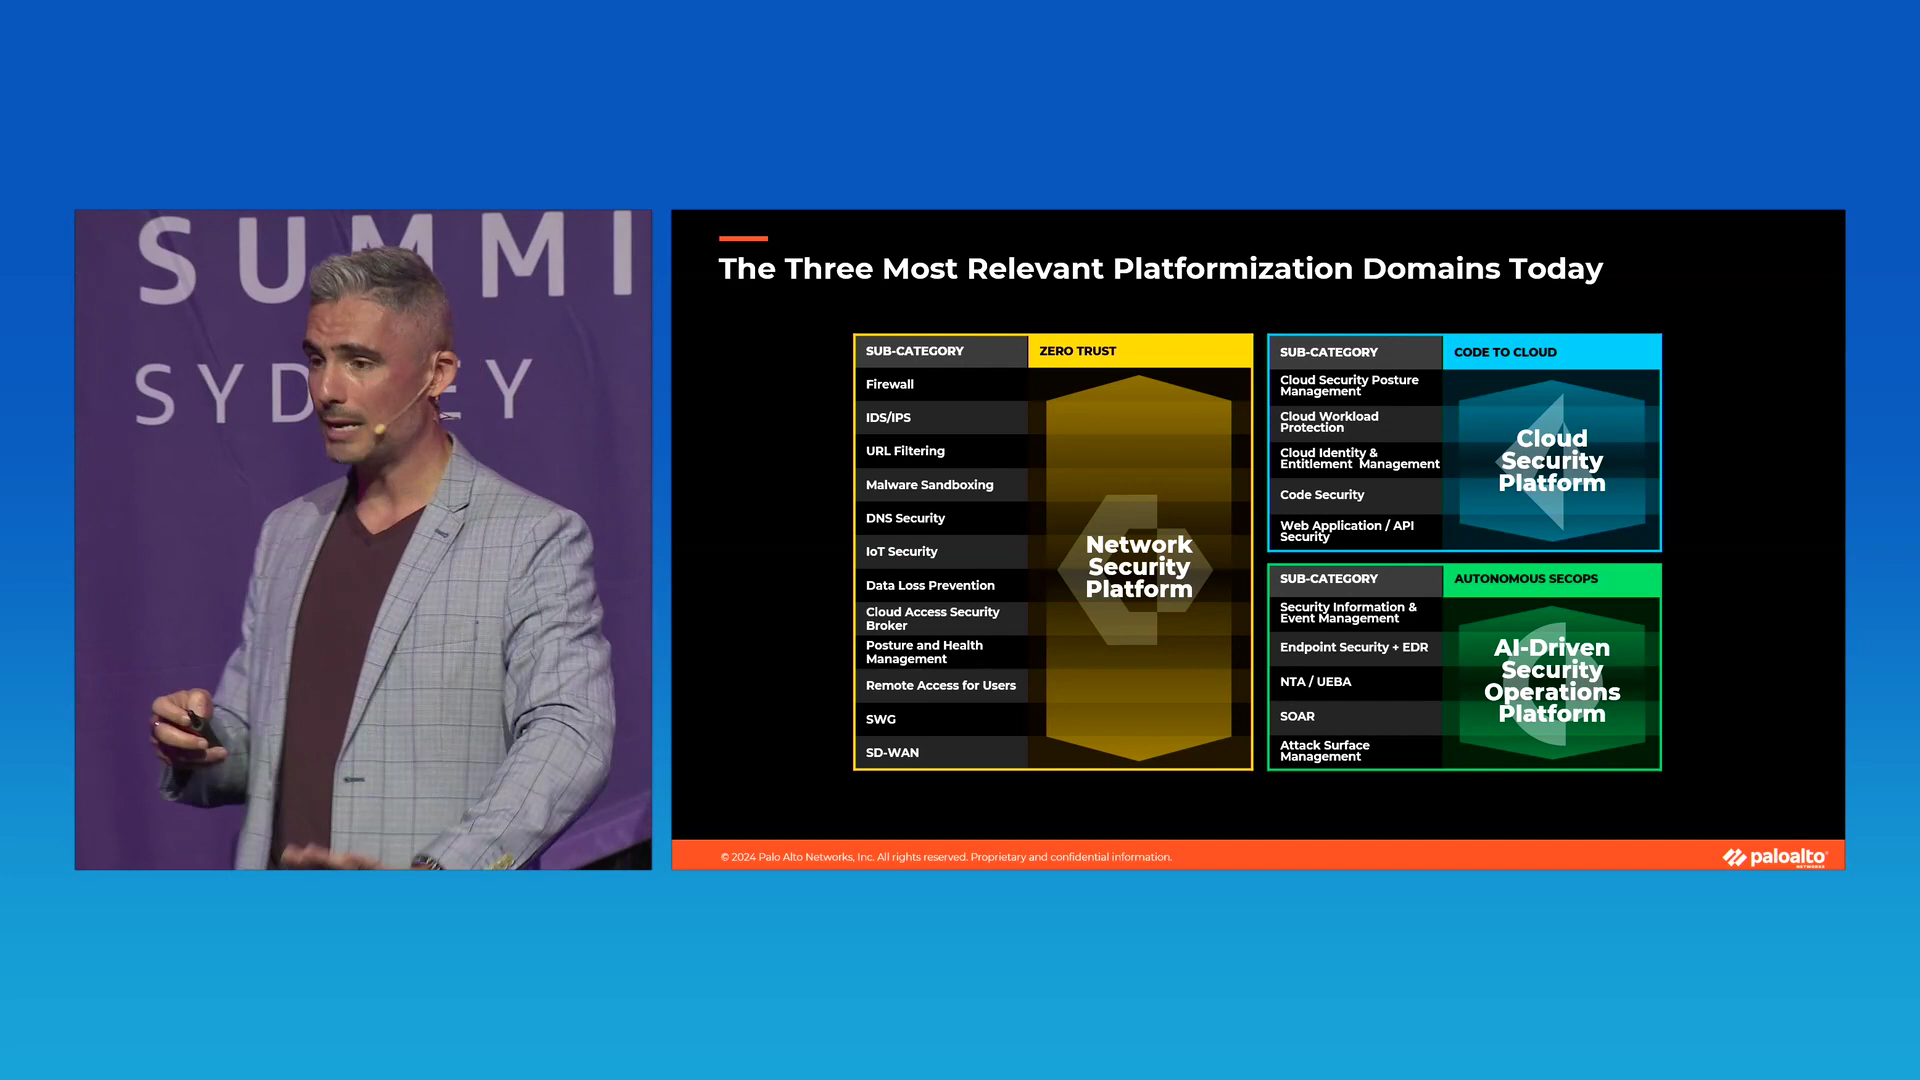 SUMMI
SYD EY
The Three Most Relevant Platformization Domains Today
SUB-CATEGORY
ZERO TRUST
Firewall
IDS/IPS
URL Filtering
Malware Sandboxing
DNS Security
IoT Security
Data Loss Prevention
Cloud Access Security
Broker
Posture and Health
Management
Remote Access for Users
SWG
SD-WAN
Network
Security
Platform
SUB-CATEGORY
CODE TO CLOUD
Cloud Security Posture
Management
Cloud Workload
Protection
Cloud Identity &
Entitlement Management
Code Security
Web Application / API
Security
Cloud
Security
Platform
SUB-CATEGORY
AUTONOMOUS SECOPS
Security Information &
Event Management
Endpoint Security + EDR
NTA / UEBA
SOAR
Attack Surface
Management
AI-Driven
Security
Operations
Platform
© 2024 Palo Alto Networks, Inc. All rights reserved. Proprietary and confidential information.
paloalto
NETWORKS